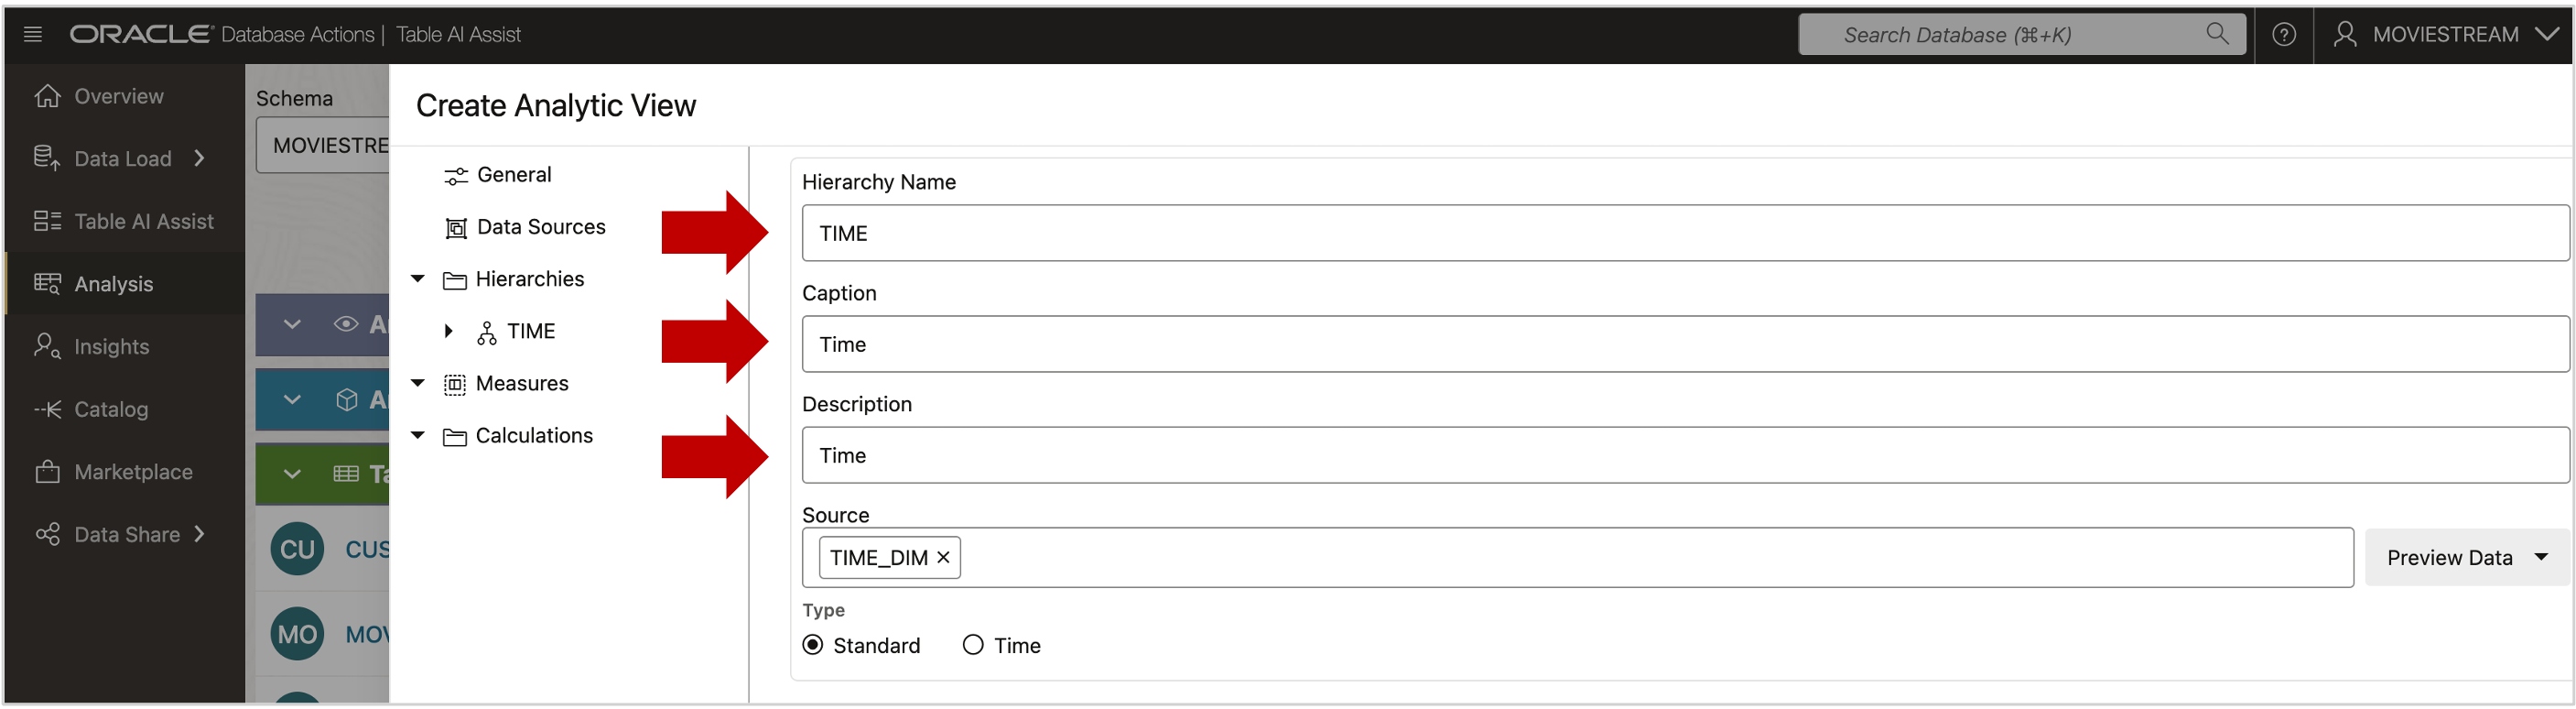 ORACLE Database Actions | Table AI Assist
Search Database (⌘+K)
MOVIESTREAM
Overview
Data Load
Table AI Assist
Analysis
Insights
Catalog
Marketplace
Data Share
Schema
MOVIESTRE
A
A
Ta
CU CUS
MO MOV
Create Analytic View
General
Data Sources
Hierarchies
TIME
Measures
Calculations
Hierarchy Name
TIME
Caption
Time
Description
Time
Source
TIME_DIM ×
Preview Data
Type
Standard Time